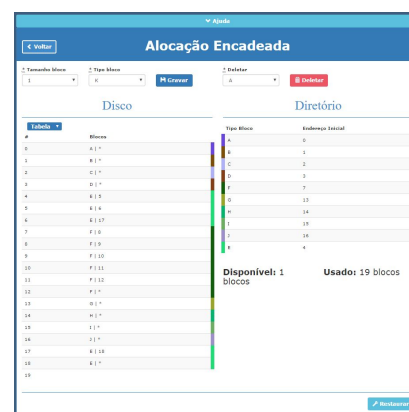 Ajuda
Voltar
Alocação Encadeada
* Tamanho bloco
* Tipo bloco
* Deletar
1
K
Gravar
A
Deletar
Disco
Diretório
Tabela
# Blocos
0 A | *
1 B | *
2 C | *
3 D | *
4 E | 5
5 E | 6
6 E | 17
7 F | 8
8 F | 9
9 F | 10
10 F | 11
11 F | 12
12 F | *
13 G | *
14 H | *
15 I | *
16 J | *
17 E | 18
18 E | *
19
Tipo Bloco Endereço Inicial
A 0
B 1
C 2
D 3
F 7
G 13
H 14
I 15
J 16
E 4
Disponível: 1 blocos
Usado: 19 blocos
Restaurar